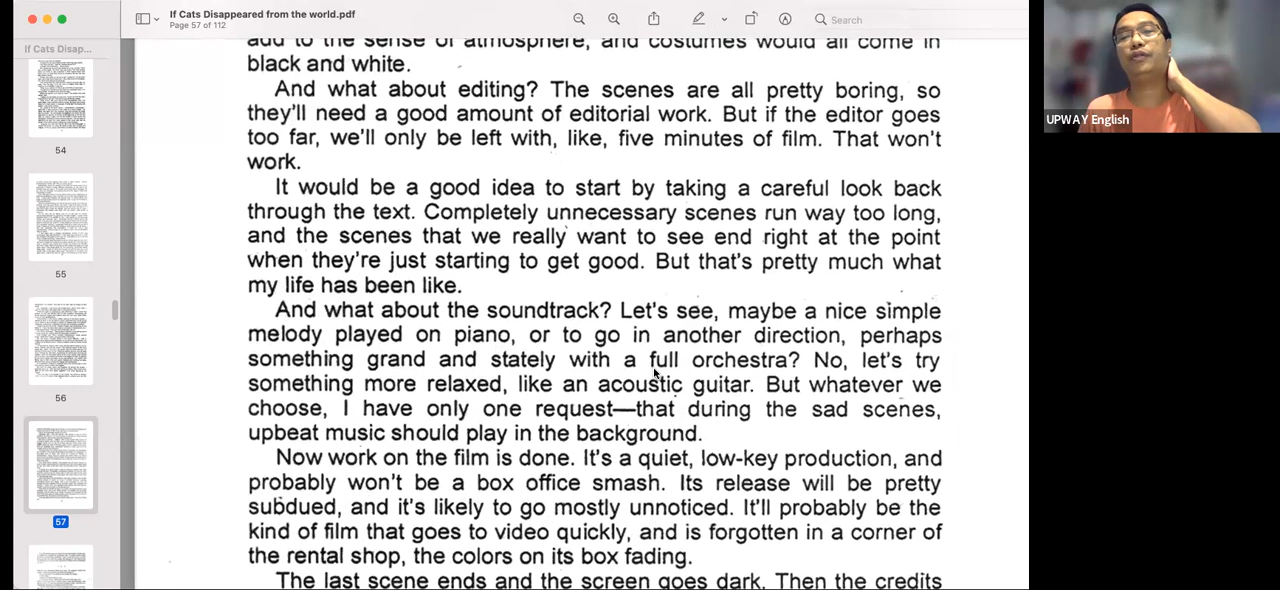 If Cats Disappeared from the world.pdf
Page 57 of 112
Search
If Cats Disap...
54
55
56
57
add to the sense of atmosphere, and costumes would all come in
black and white.
And what about editing? The scenes are all pretty boring, so
they'll need a good amount of editorial work. But if the editor goes
too far, we'll only be left with, like, five minutes of film. That won't
work.
It would be a good idea to start by taking a careful look back
through the text. Completely unnecessary scenes run way too long,
and the scenes that we really want to see end right at the point
when they're just starting to get good. But that's pretty much what
my life has been like.
And what about the soundtrack? Let's see, maybe a nice simple
melody played on piano, or to go in another direction, perhaps
something grand and stately with a full orchestra? No, let's try
something more relaxed, like an acoustic guitar. But whatever we
choose, I have only one request—that during the sad scenes,
upbeat music should play in the background.
Now work on the film is done. It's a quiet, low-key production, and
probably won't be a box office smash. Its release will be pretty
subdued, and it's likely to go mostly unnoticed. It'll probably be the
kind of film that goes to video quickly, and is forgotten in a corner of
the rental shop, the colors on its box fading.
The last scene ends and the screen goes dark. Then the credits
UPWAY English